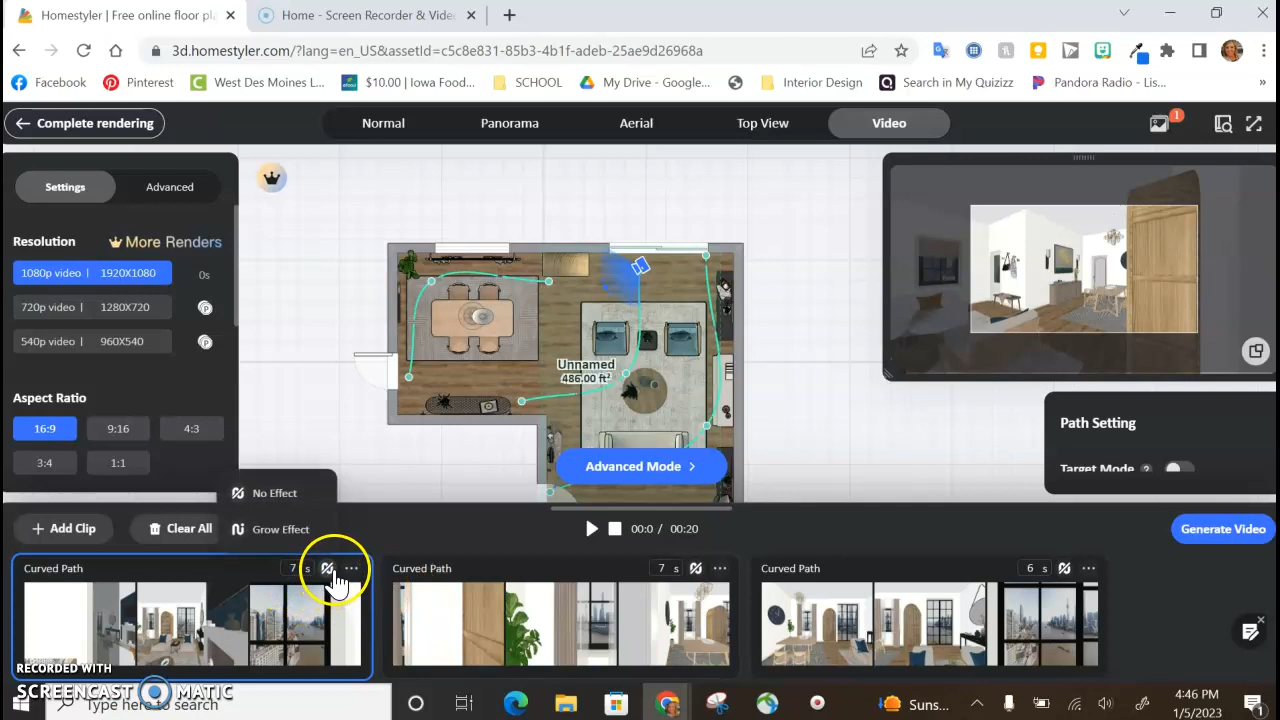 Homestyler | Free online floor pla
Home - Screen Recorder & Video
3d.homestyler.com/?lang=en_US&assetId=c5c8e831-85b3-4b1f-adeb-25ae9d26968a
Facebook
Pinterest
West Des Moines L...
$10.00 | Iowa Food...
SCHOOL
My Drive - Google...
Interior Design
Search in My Quizizz
Pandora Radio - Lis...
»
Complete rendering
Normal
Panorama
Aerial
Top View
Video
1
Settings
Advanced
Resolution
More Renders
1080p video | 1920X1080
0s
720p video | 1280X720
540p video | 960X540
Aspect Ratio
16:9
9:16
4:3
3:4
1:1
Unnamed
486.00 ft²
Advanced Mode >
Path Setting
Target Mode ?
No Effect
Grow Effect
+ Add Clip
Clear All
00:0 / 00:20
Generate Video
Curved Path
7 s
Curved Path
7 s
Curved Path
6 s
RECORDED WITH
SCREENCAST MATIC
Type here to search
Suns...
4:46 PM
1/5/2023
1